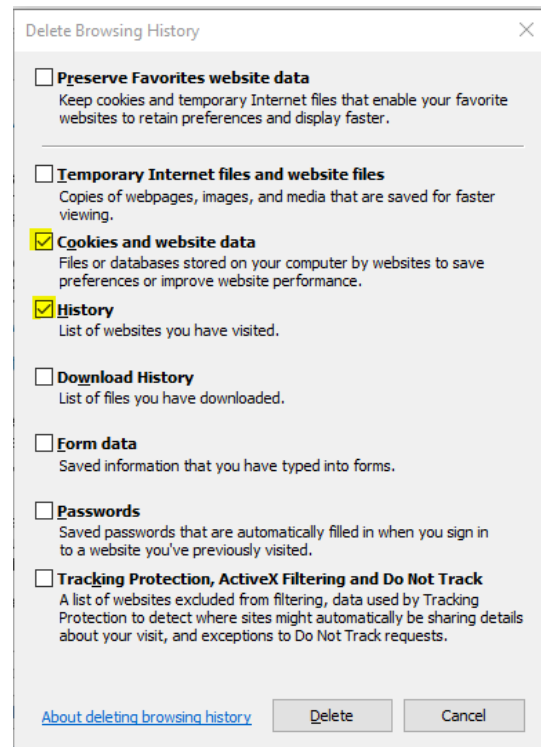 Delete Browsing History
Preserve Favorites website data
Keep cookies and temporary Internet files that enable your favorite
websites to retain preferences and display faster.
Temporary Internet files and website files
Copies of webpages, images, and media that are saved for faster
viewing.
Cookies and website data
Files or databases stored on your computer by websites to save
preferences or improve website performance.
History
List of websites you have visited.
Download History
List of files you have downloaded.
Form data
Saved information that you have typed into forms.
Passwords
Saved passwords that are automatically filled in when you sign in
to a website you've previously visited.
Tracking Protection, ActiveX Filtering and Do Not Track
A list of websites excluded from filtering, data used by Tracking
Protection to detect where sites might automatically be sharing details
about your visit, and exceptions to Do Not Track requests.
About deleting browsing history Delete Cancel